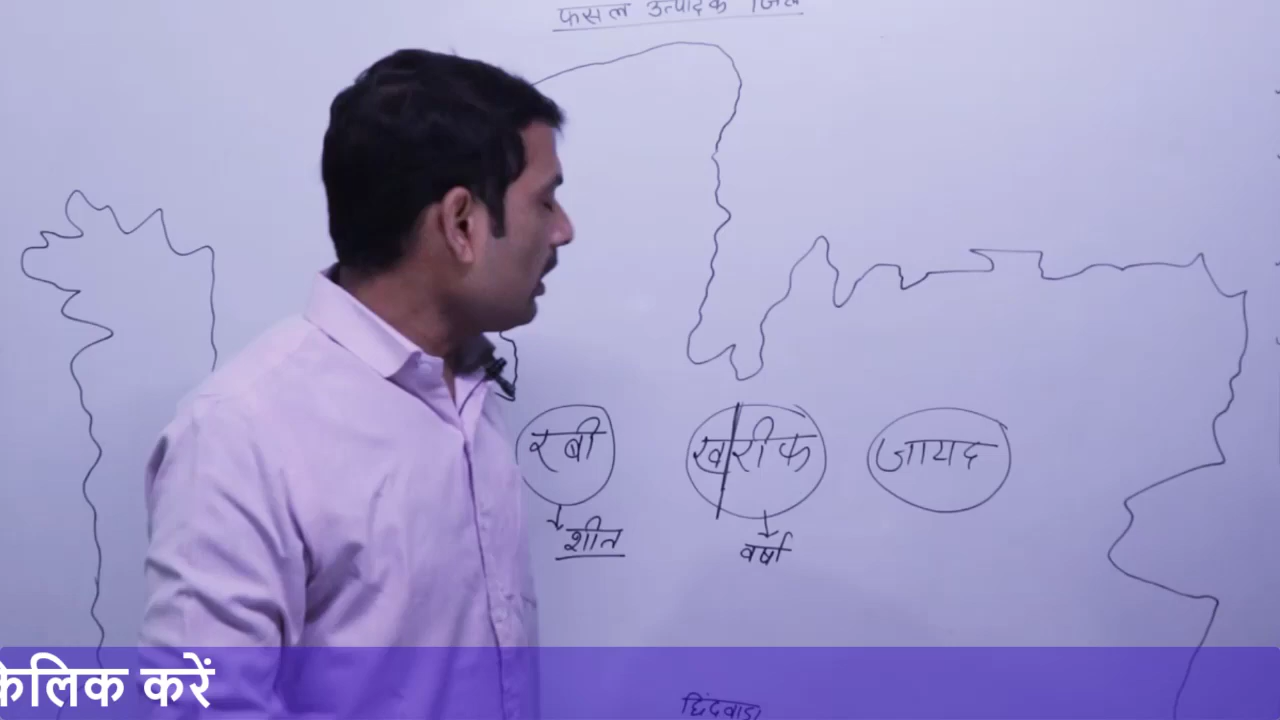 फसल उत्पादक जिले
रबी
खरीफ
जायद
शीत
वर्षा
छिंदवाड़ा
क्लिक करें